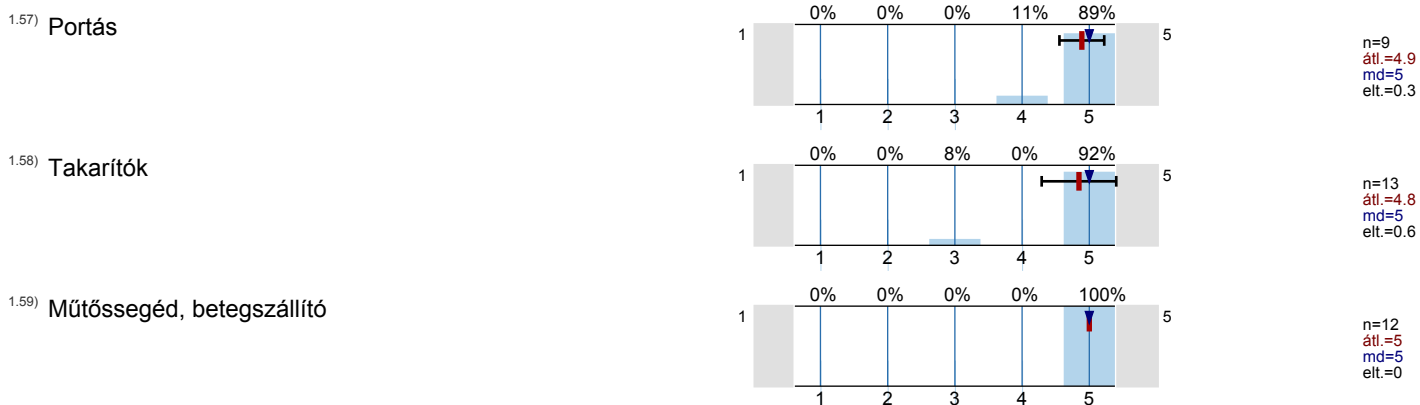 1.57) Portás
0% 0% 0% 11% 89%
1 5
n=9
átl.=4.9
md=5
elt.=0.3
1 2 3 4 5
1.58) Takarítók
0% 0% 8% 0% 92%
1 5
n=13
átl.=4.8
md=5
elt.=0.6
1 2 3 4 5
1.59) Műtőssegéd, betegszállító
0% 0% 0% 0% 100%
1 5
n=12
átl.=5
md=5
elt.=0
1 2 3 4 5